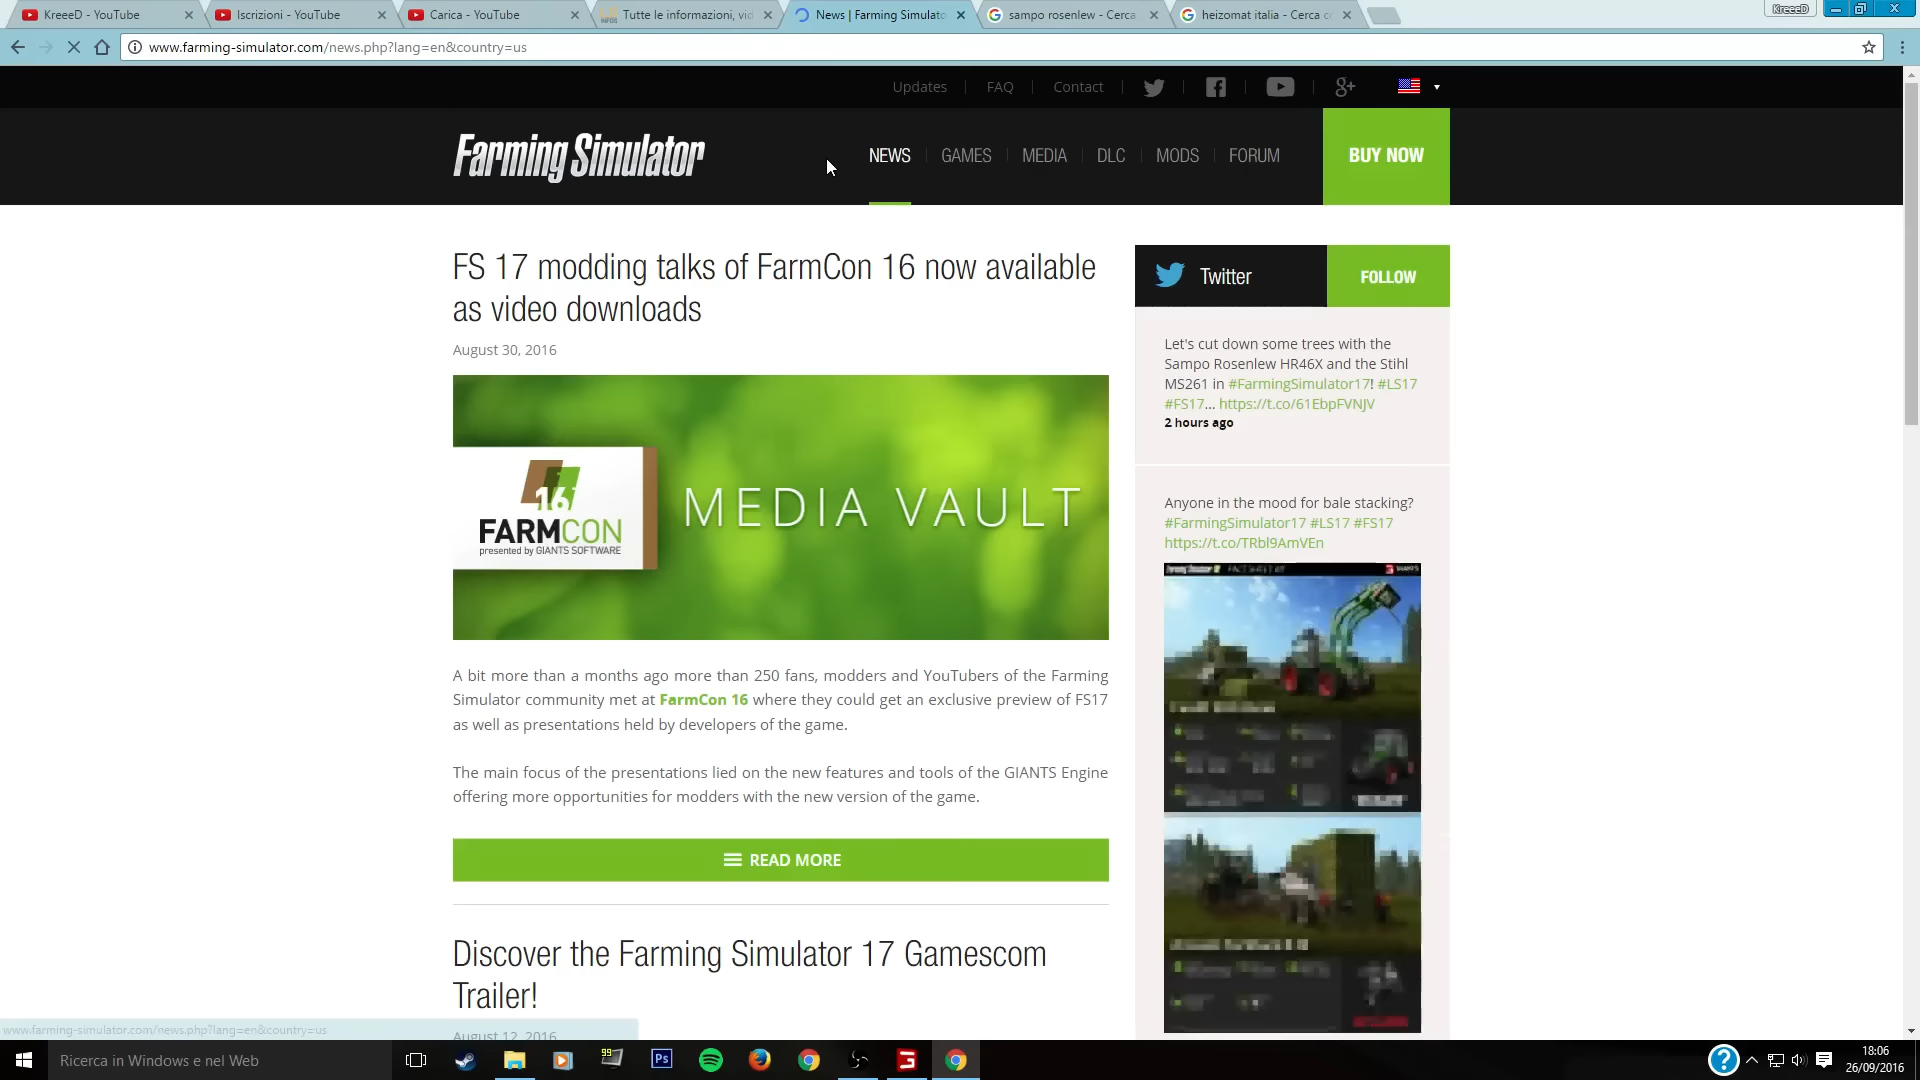 KreeeD - YouTube
Iscrizioni - YouTube
Carica - YouTube
Tutte le informazioni, vid
News | Farming Simulato
sampo rosenlew - Cerca
heizomat italia - Cerca c
KreeeD
www.farming-simulator.com/news.php?lang=en&country=us
Updates
FAQ
Contact
Farming Simulator
NEWS
GAMES
MEDIA
DLC
MODS
FORUM
BUY NOW
FS 17 modding talks of FarmCon 16 now available
as video downloads
August 30, 2016
16
FARMCON
presented by GIANTS SOFTWARE
MEDIA VAULT
A bit more than a months ago more than 250 fans, modders and YouTubers of the Farming
Simulator community met at FarmCon 16 where they could get an exclusive preview of FS17
as well as presentations held by developers of the game.
The main focus of the presentations lied on the new features and tools of the GIANTS Engine
offering more opportunities for modders with the new version of the game.
READ MORE
Discover the Farming Simulator 17 Gamescom
Trailer!
August 12, 2016
Twitter
FOLLOW
Let's cut down some trees with the
Sampo Rosenlew HR46X and the Stihl
MS261 in #FarmingSimulator17! #LS17
#FS17... https://t.co/61EbpFVNJV
2 hours ago
Anyone in the mood for bale stacking?
#FarmingSimulator17 #LS17 #FS17
https://t.co/TRbl9AmVEn
www.farming-simulator.com/news.php?lang=en&country=us
Ricerca in Windows e nel Web
99
Ps
18:06
26/09/2016